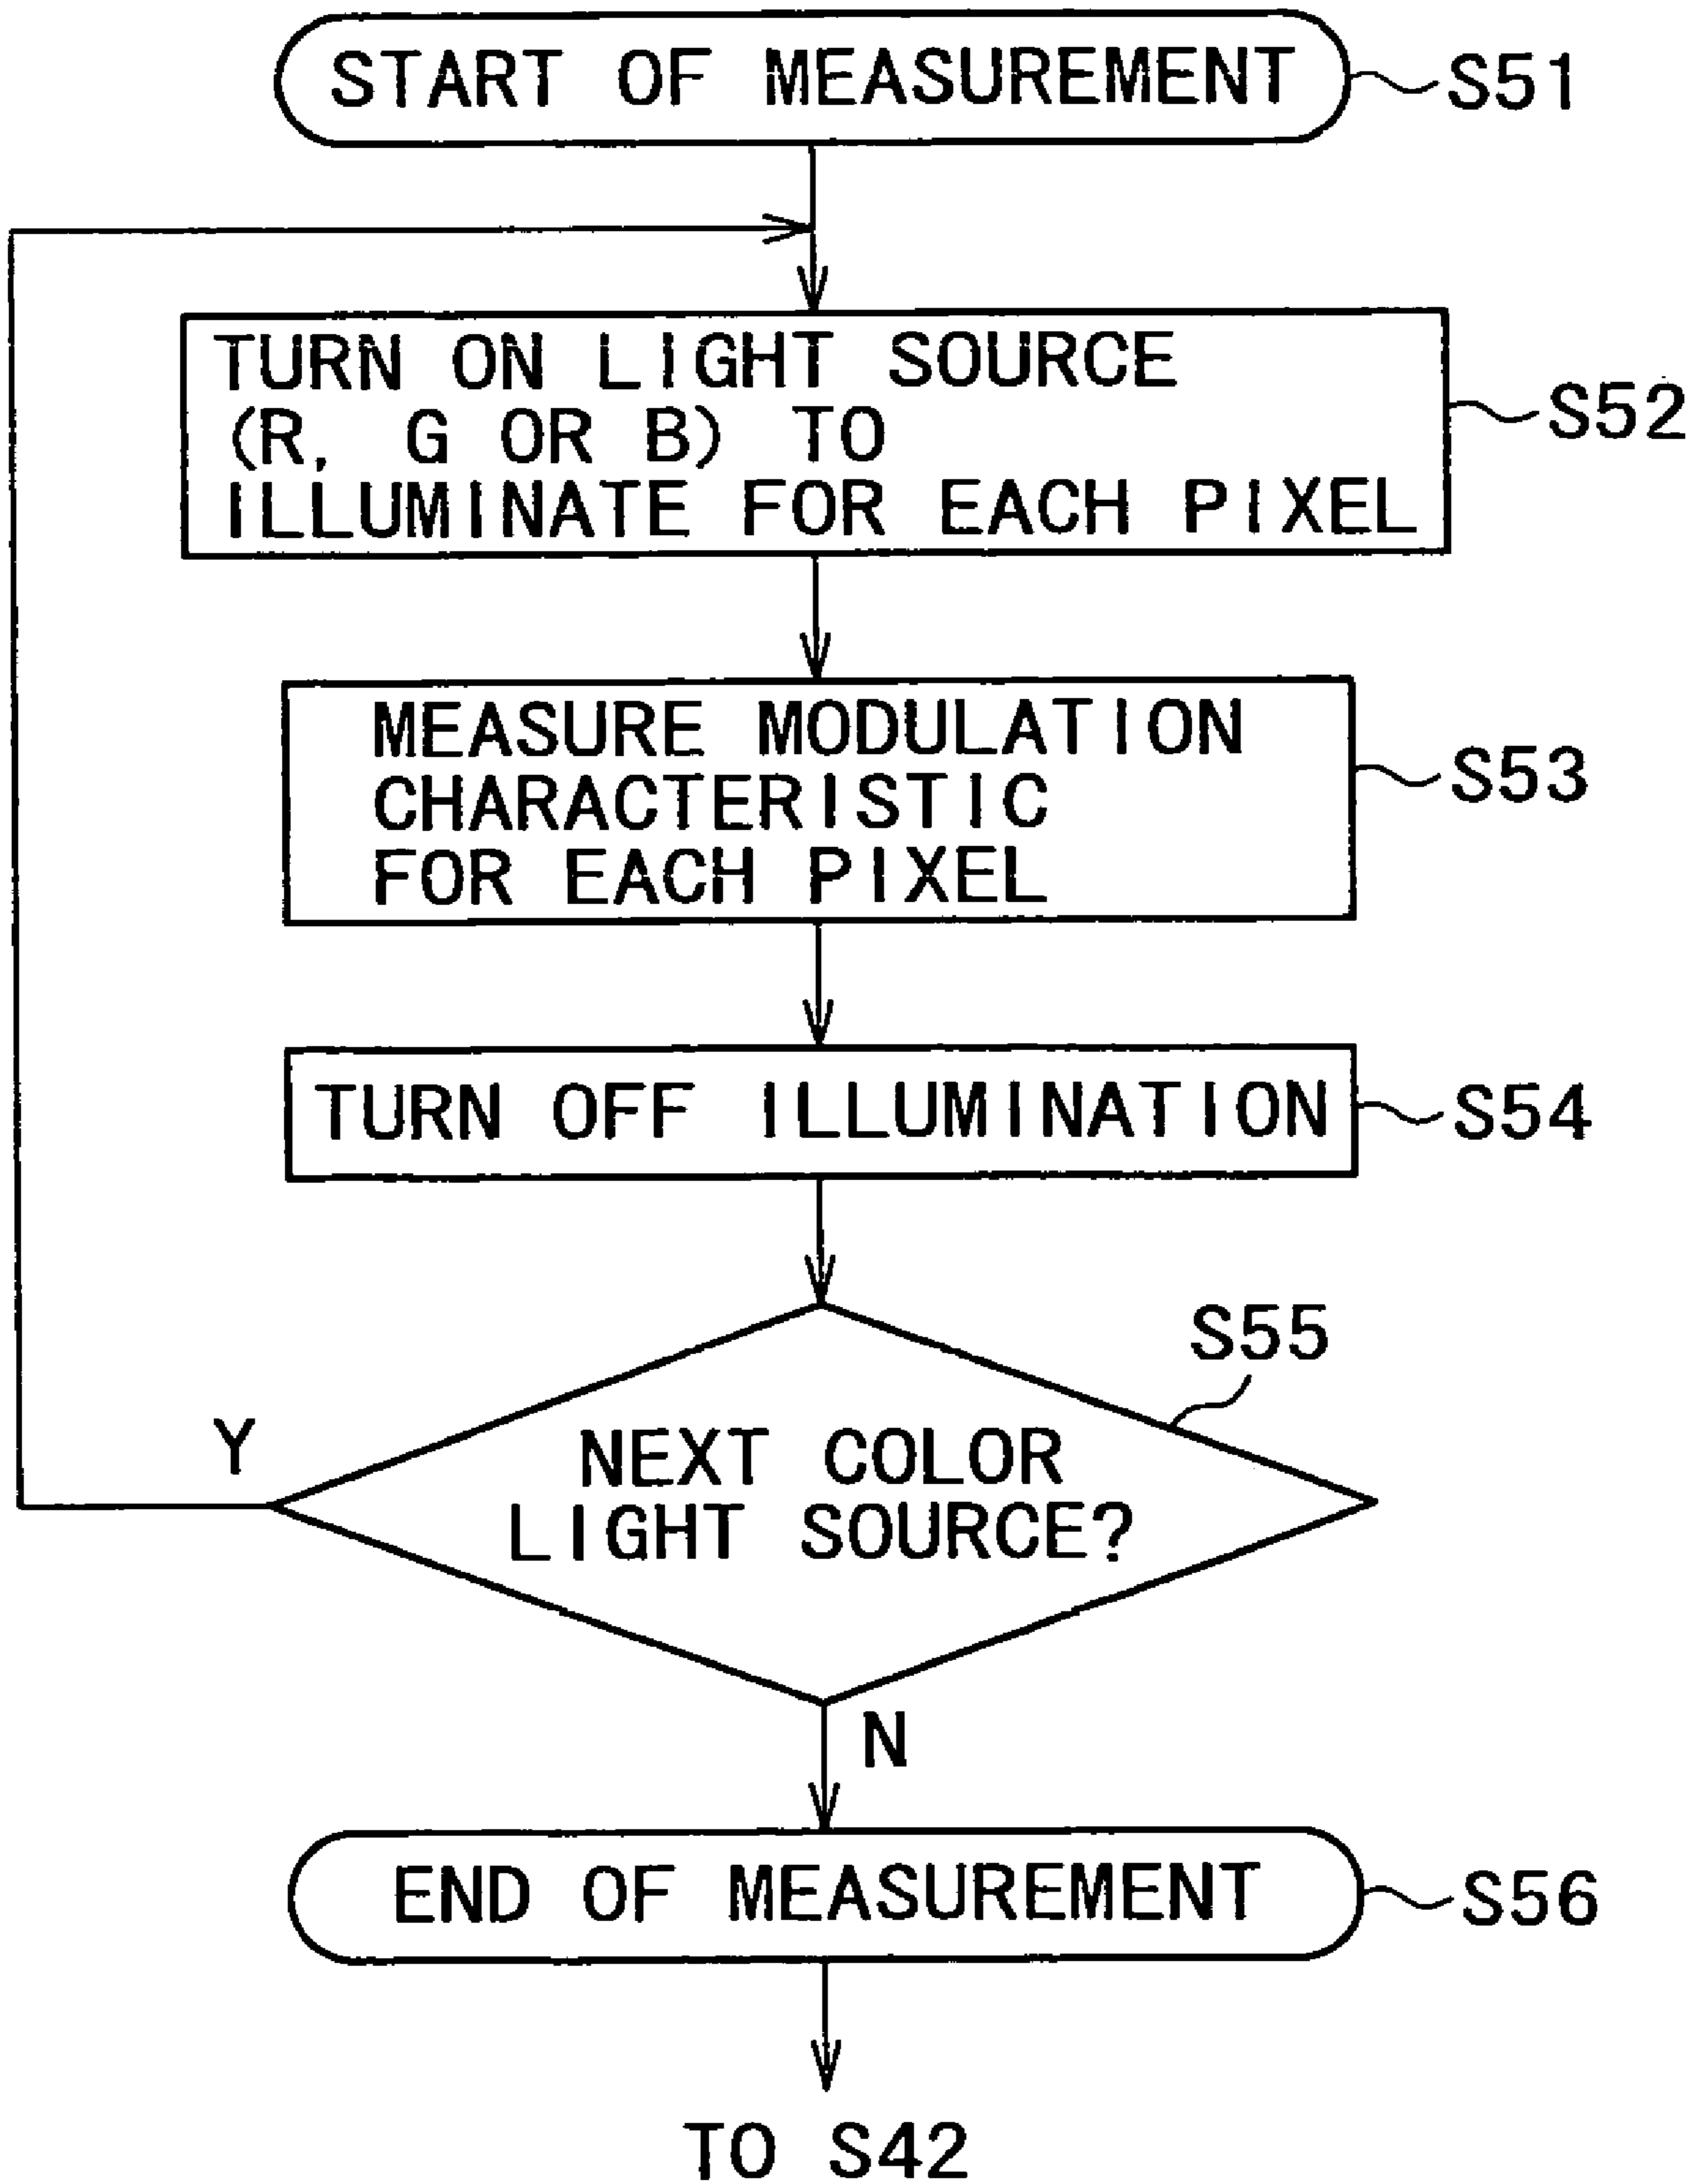 START OF MEASUREMENT
S51
TURN ON LIGHT SOURCE
(R, G OR B) TO
ILLUMINATE FOR EACH PIXEL
S52
MEASURE MODULATION
CHARACTERISTIC
FOR EACH PIXEL
S53
TURN OFF ILLUMINATION
S54
S55
Y
NEXT COLOR
LIGHT SOURCE?
N
END OF MEASUREMENT
S56
TO S42